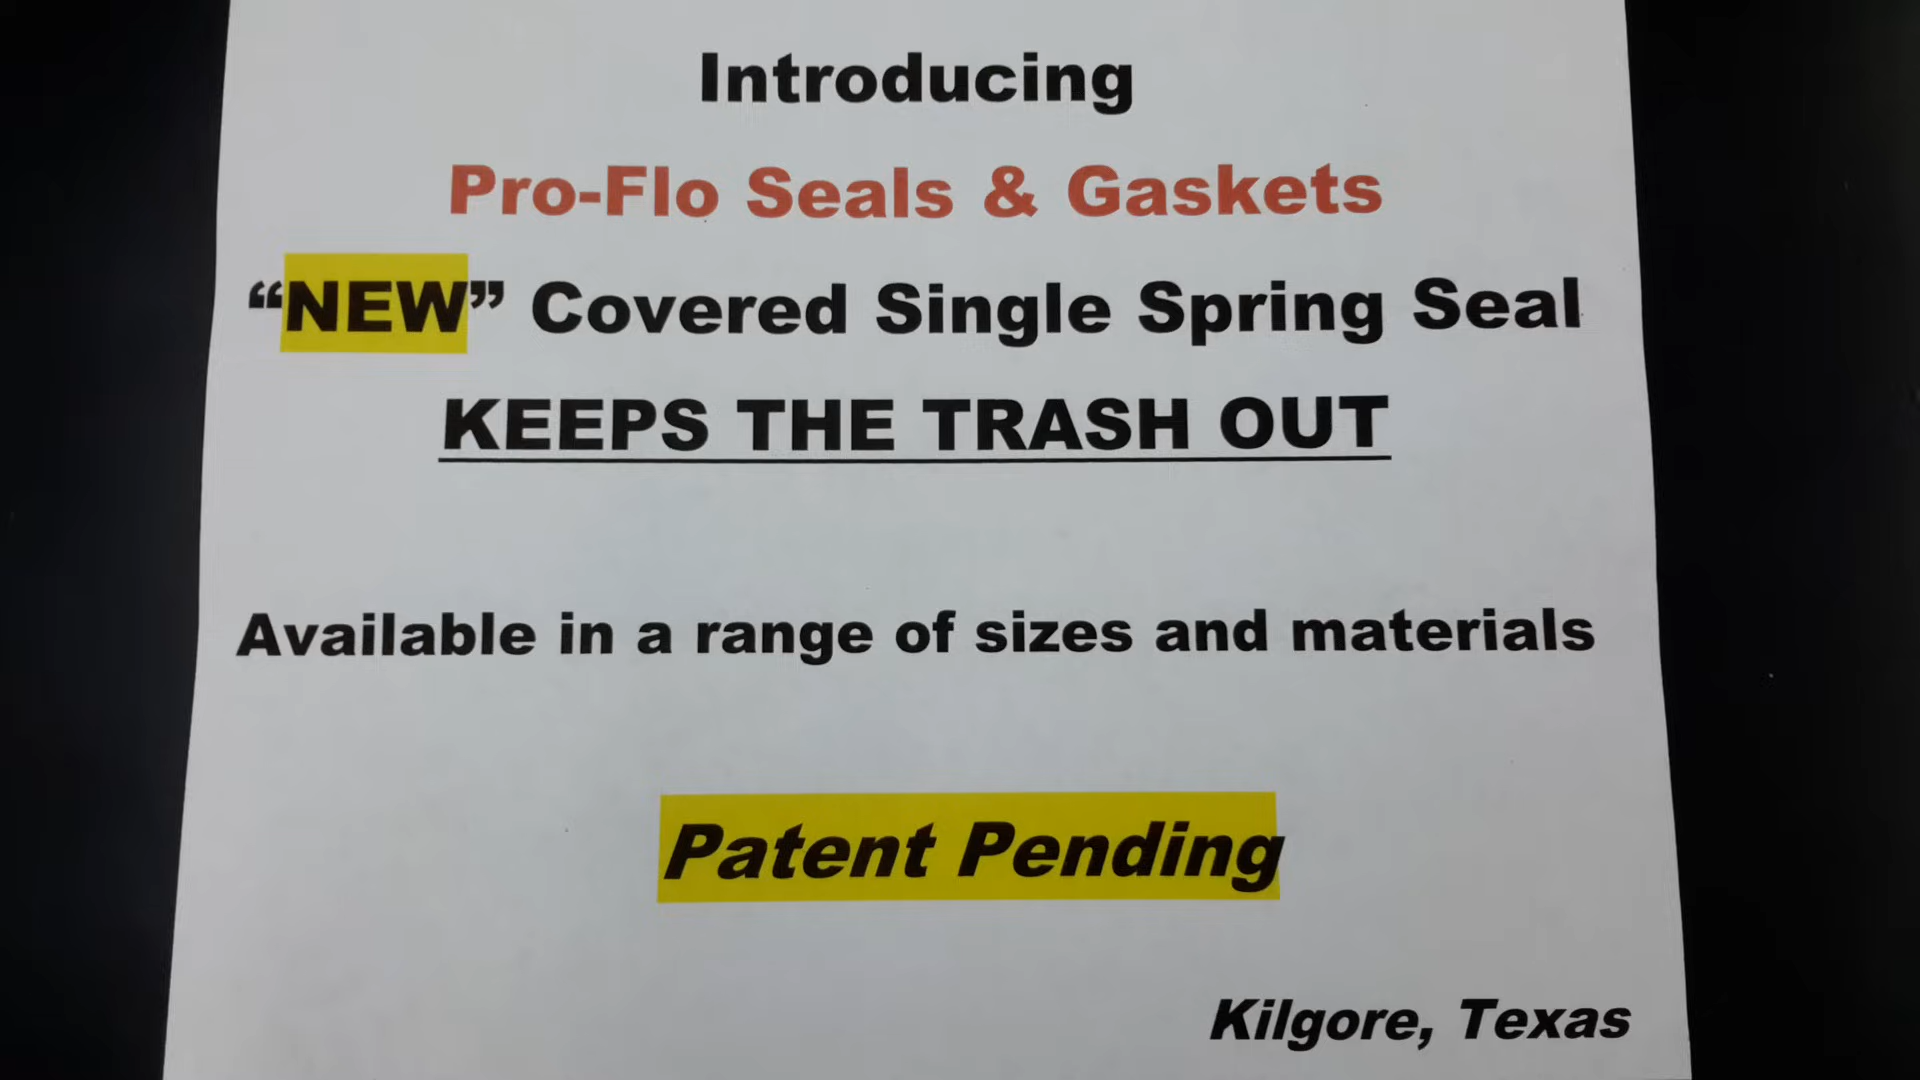 Introducing
Pro-Flo Seals & Gaskets
“NEW” Covered Single Spring Seal
KEEPS THE TRASH OUT
Available in a range of sizes and materials
Patent Pending
Kilgore, Texas